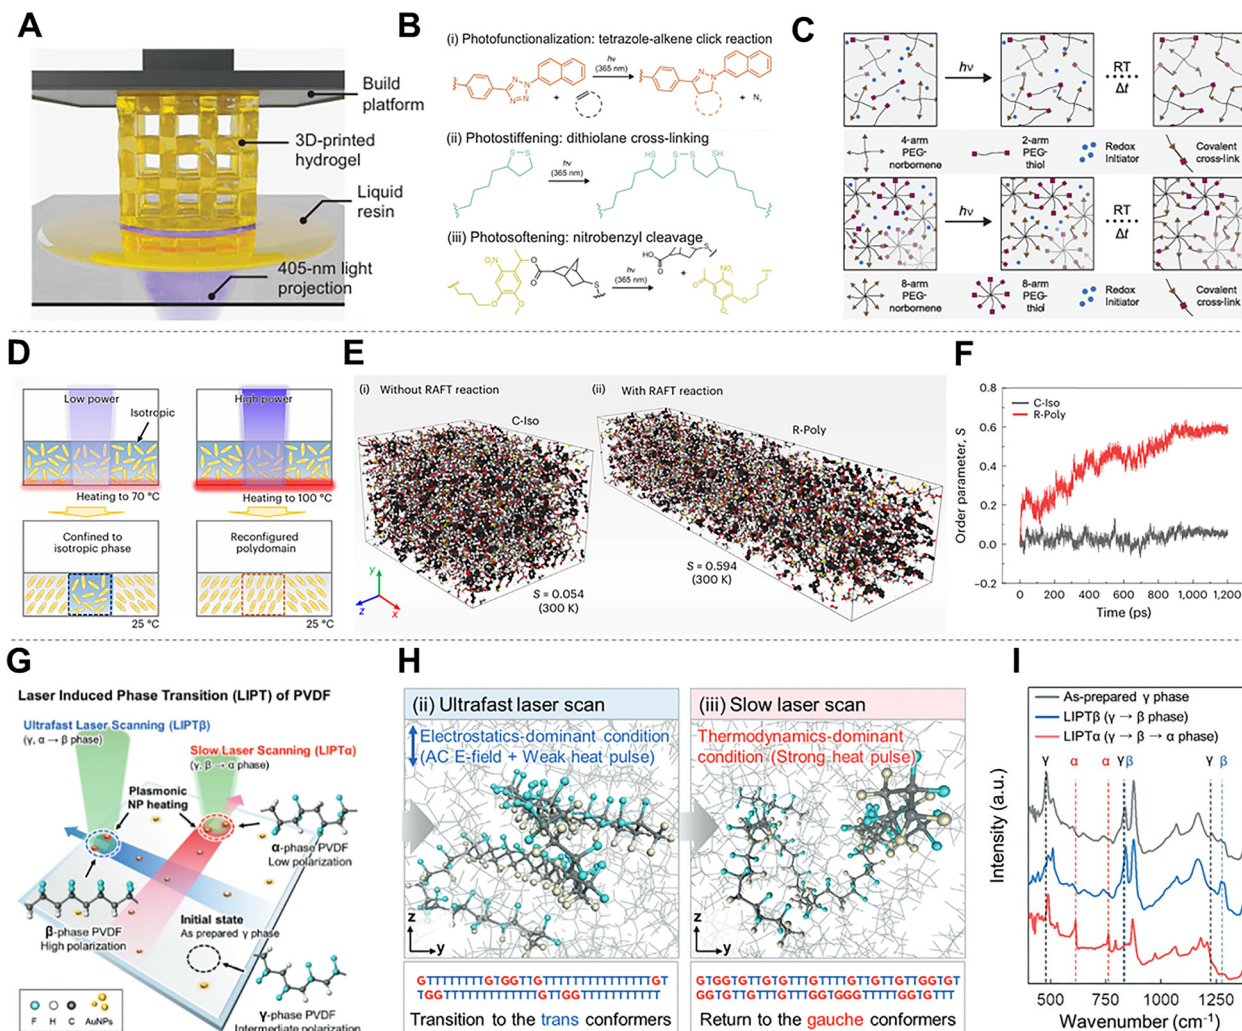 A
Build
platform
3D-printed
hydrogel
Liquid
resin
405-nm light
projection
B
(i) Photofunctionalization: tetrazole-alkene click reaction
hν
(365 nm)
+
+ N₂
(ii) Photostiffening: dithiolane cross-linking
S–S
hν
(365 nm)
HS
S–S
SH
(iii) Photosoftening: nitrobenzyl cleavage
hν
(365 nm)
+
C
hν
RT
Δt
4-arm
PEG-
norbornene
2-arm
PEG-
thiol
Redox
Initiator
Covalent
cross-link
hν
RT
Δt
8-arm
PEG-
norbornene
8-arm
PEG-
thiol
Redox
Initiator
Covalent
cross-link
D
Low power
Isotropic
Heating to 70 °C
Confined to
isotropic phase
25 °C
High power
Heating to 100 °C
Reconfigured
polydomain
25 °C
E
(i) Without RAFT reaction
C-Iso
S = 0.054
(300 K)
y
z
x
(ii) With RAFT reaction
R-Poly
S = 0.594
(300 K)
F
C-Iso
R-Poly
Order parameter, S
0.8
0.6
0.4
0.2
0.0
−0.2
0 200 400 600 800 1,000 1,200
Time (ps)
G
Laser Induced Phase Transition (LIPT) of PVDF
Ultrafast Laser Scanning (LIPTβ)
(γ, α → β phase)
Slow Laser Scanning (LIPTα)
(γ, β → α phase)
Plasmonic
NP heating
α-phase PVDF
Low polarization
β-phase PVDF
High polarization
Initial state
As prepared γ phase
γ-phase PVDF
Intermediate polarization
F H C AuNPs
H
(ii) Ultrafast laser scan
Electrostatics-dominant condition
(AC E-field + Weak heat pulse)
z
y
GTTTTTTTGTGGTTGTTTTTTTTTTTTTGT
TGGTTTTTTTTTTTTGTTGGTTTTTTTTTT
Transition to the trans conformers
(iii) Slow laser scan
Thermodynamics-dominant
condition (Strong heat pulse)
z
y
Return to the gauche conformers
I
As-prepared γ phase
LIPTβ (γ → β phase)
LIPTα (γ → β → α phase)
γ α α γ β γ β
Intensity (a.u.)
400 750 1000 1250
Wavenumber (cm⁻¹)